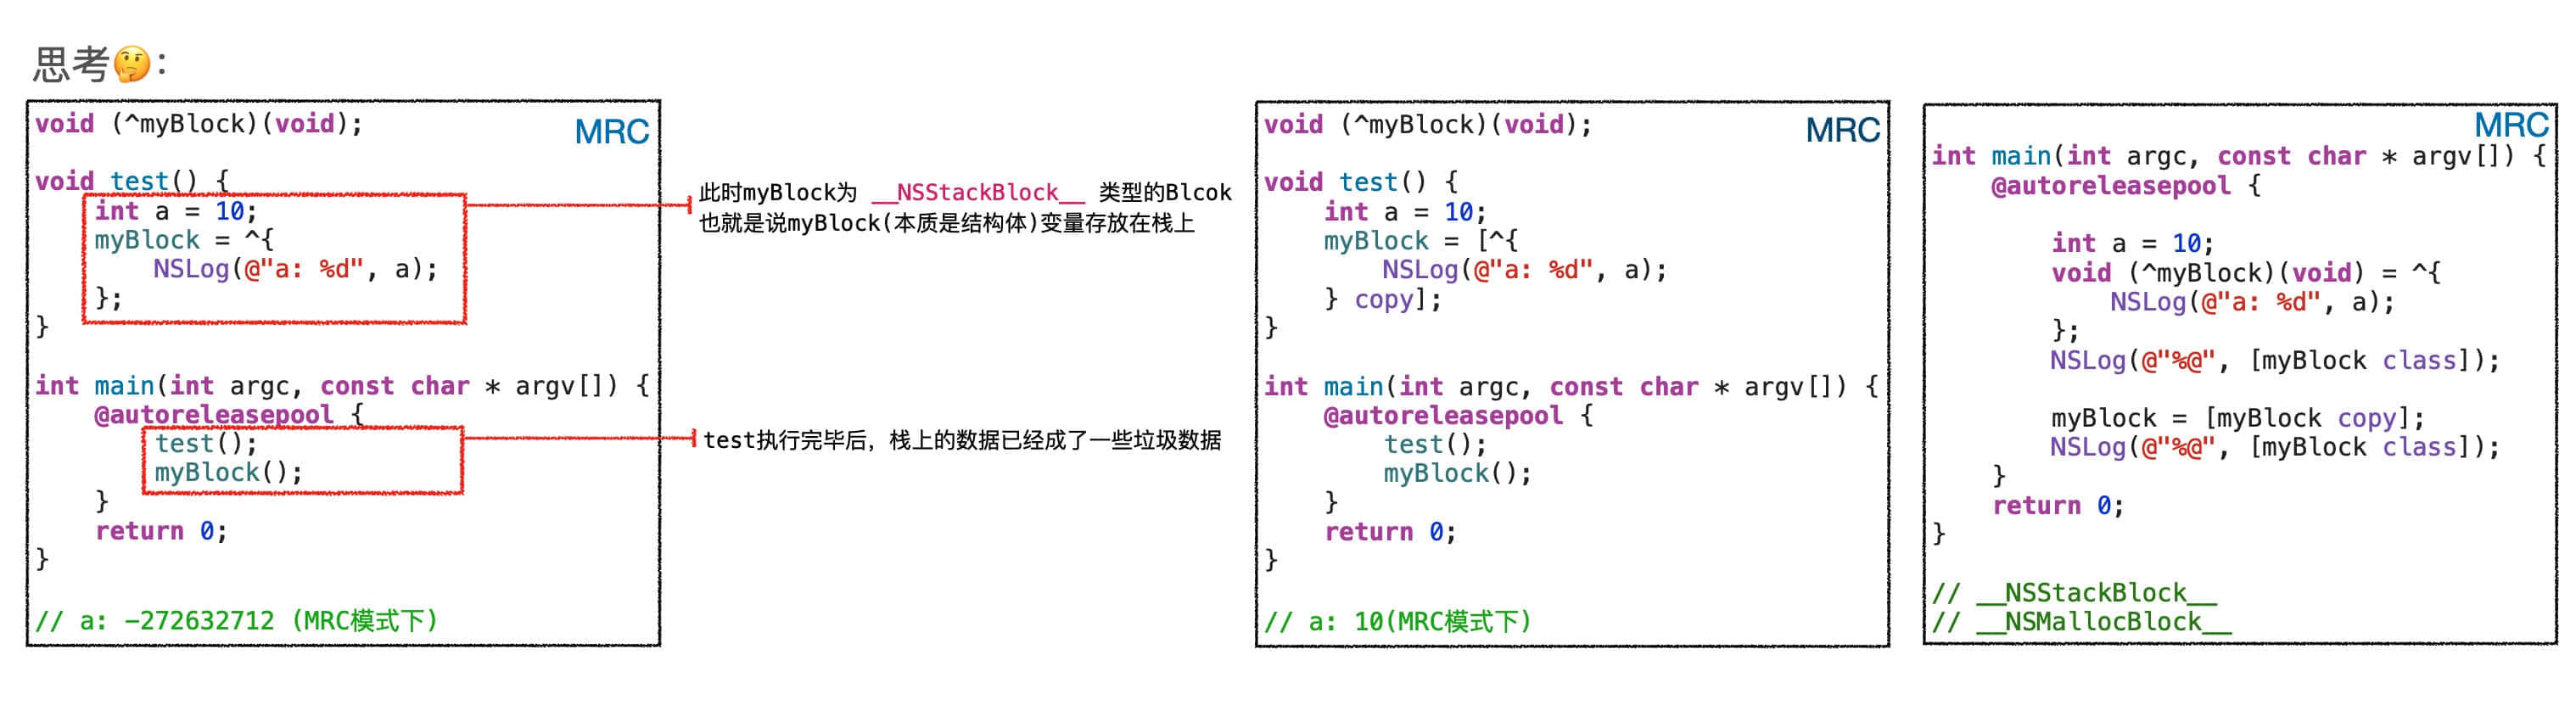 思考🤔：
void (^myBlock)(void);
MRC
void test() {
    int a = 10;
    myBlock = ^{
        NSLog(@"a: %d", a);
    };
}
int main(int argc, const char * argv[]) {
    @autoreleasepool {
        test();
        myBlock();
    }
    return 0;
}
// a: -272632712 (MRC模式下)
此时myBlock为 __NSStackBlock__ 类型的Blcok
也就是说myBlock(本质是结构体)变量存放在栈上
test执行完毕后，栈上的数据已经成了一些垃圾数据
void (^myBlock)(void);
MRC
void test() {
    int a = 10;
    myBlock = [^{
        NSLog(@"a: %d", a);
    } copy];
}
int main(int argc, const char * argv[]) {
    @autoreleasepool {
        test();
        myBlock();
    }
    return 0;
}
// a: 10(MRC模式下)
MRC
int main(int argc, const char * argv[]) {
    @autoreleasepool {
        int a = 10;
        void (^myBlock)(void) = ^{
            NSLog(@"a: %d", a);
        };
        NSLog(@"%@", [myBlock class]);
        myBlock = [myBlock copy];
        NSLog(@"%@", [myBlock class]);
    }
    return 0;
}
// __NSStackBlock__
// __NSMallocBlock__